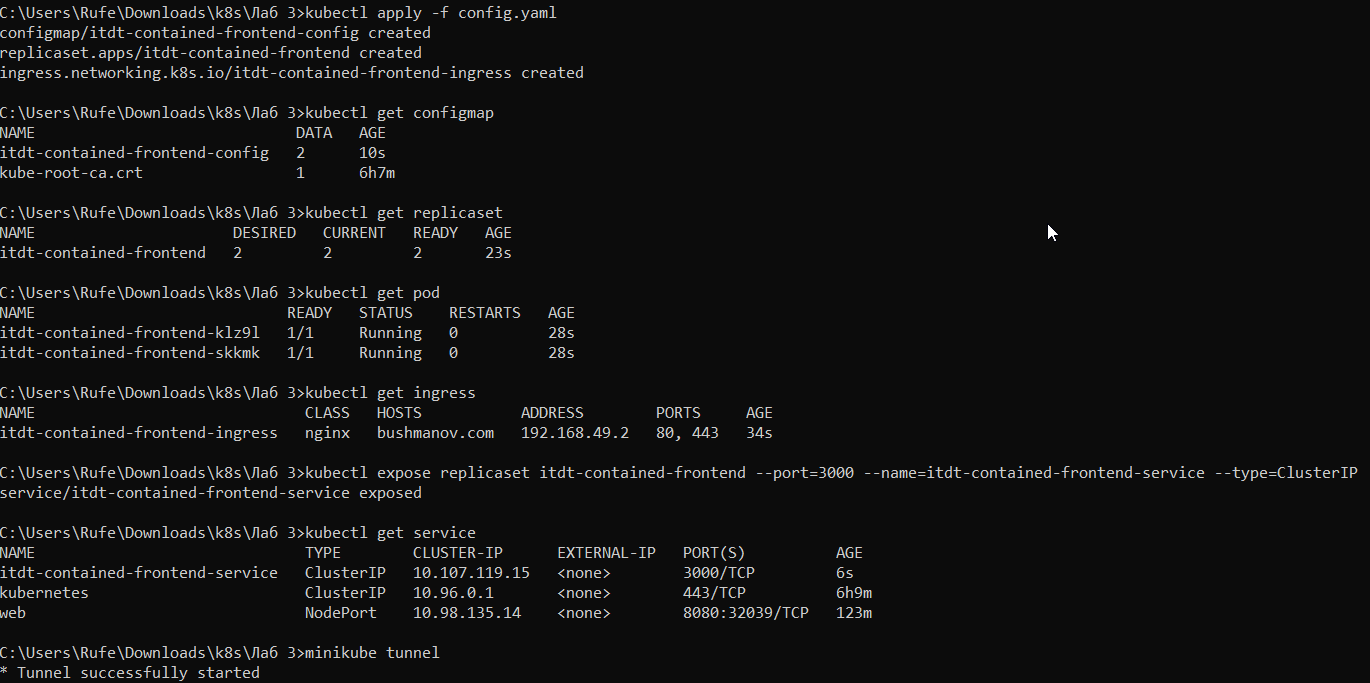 C:\Users\Rufe\Downloads\k8s\Лаб 3>kubectl apply -f config.yaml
configmap/itdt-contained-frontend-config created
replicaset.apps/itdt-contained-frontend created
ingress.networking.k8s.io/itdt-contained-frontend-ingress created
C:\Users\Rufe\Downloads\k8s\Лаб 3>kubectl get configmap
NAME DATA AGE
itdt-contained-frontend-config 2 10s
kube-root-ca.crt 1 6h7m
C:\Users\Rufe\Downloads\k8s\Лаб 3>kubectl get replicaset
NAME DESIRED CURRENT READY AGE
itdt-contained-frontend 2 2 2 23s
C:\Users\Rufe\Downloads\k8s\Лаб 3>kubectl get pod
NAME READY STATUS RESTARTS AGE
itdt-contained-frontend-klz9l 1/1 Running 0 28s
itdt-contained-frontend-skkmk 1/1 Running 0 28s
C:\Users\Rufe\Downloads\k8s\Лаб 3>kubectl get ingress
NAME CLASS HOSTS ADDRESS PORTS AGE
itdt-contained-frontend-ingress nginx bushmanov.com 192.168.49.2 80, 443 34s
C:\Users\Rufe\Downloads\k8s\Лаб 3>kubectl expose replicaset itdt-contained-frontend --port=3000 --name=itdt-contained-frontend-service --type=ClusterIP
service/itdt-contained-frontend-service exposed
C:\Users\Rufe\Downloads\k8s\Лаб 3>kubectl get service
NAME TYPE CLUSTER-IP EXTERNAL-IP PORT(S) AGE
itdt-contained-frontend-service ClusterIP 10.107.119.15 <none> 3000/TCP 6s
kubernetes ClusterIP 10.96.0.1 <none> 443/TCP 6h9m
web NodePort 10.98.135.14 <none> 8080:32039/TCP 123m
C:\Users\Rufe\Downloads\k8s\Лаб 3>minikube tunnel
* Tunnel successfully started